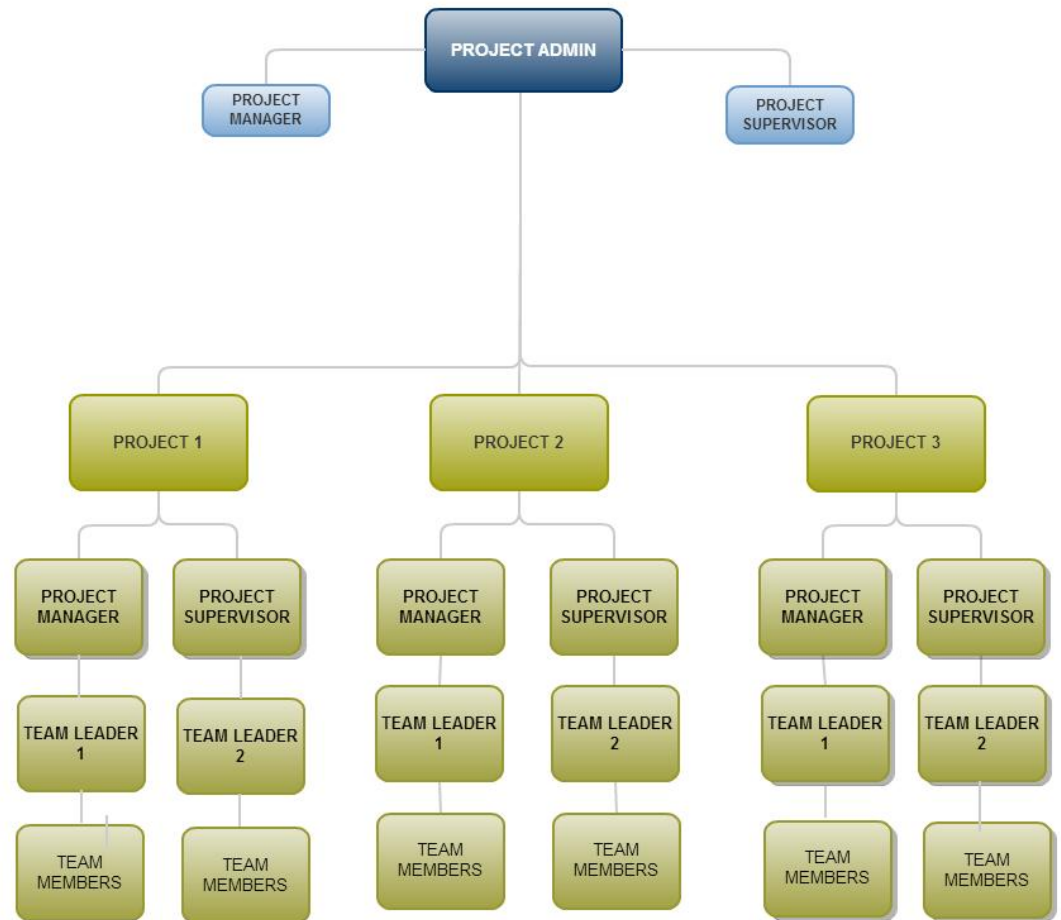 PROJECT ADMIN
PROJECT
MANAGER
PROJECT
SUPERVISOR
PROJECT 1
PROJECT 2
PROJECT 3
PROJECT
MANAGER
PROJECT
SUPERVISOR
PROJECT
MANAGER
PROJECT
SUPERVISOR
PROJECT
MANAGER
PROJECT
SUPERVISOR
TEAM LEADER
1
TEAM LEADER
2
TEAM LEADER
1
TEAM LEADER
2
TEAM LEADER
1
TEAM LEADER
2
TEAM
MEMBERS
TEAM
MEMBERS
TEAM
MEMBERS
TEAM
MEMBERS
TEAM
MEMBERS
TEAM
MEMBERS